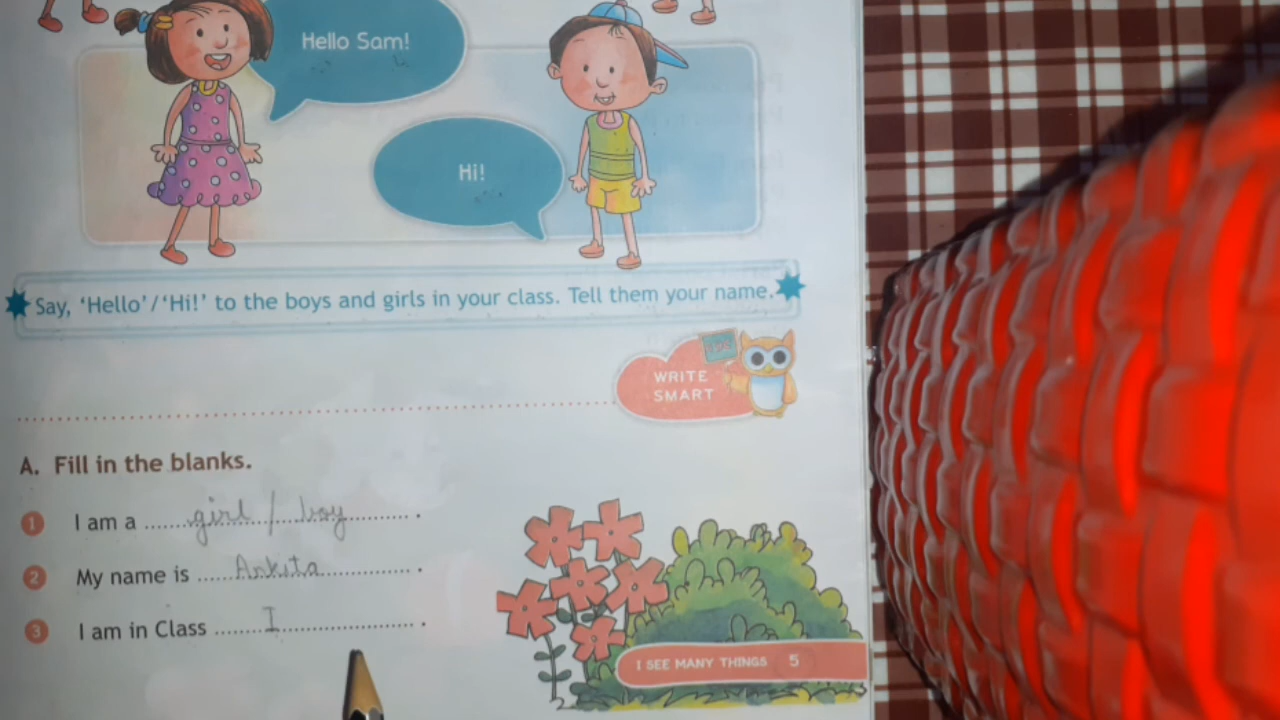 Hello Sam!
Hi!
Say, ‘Hello’/‘Hi!’ to the boys and girls in your class. Tell them your name.
WRITE
SMART
A. Fill in the blanks.
1 I am a ......girl / boy........ .
2 My name is .....Ankita............ .
3 I am in Class .......I................. .
I SEE MANY THINGS 5